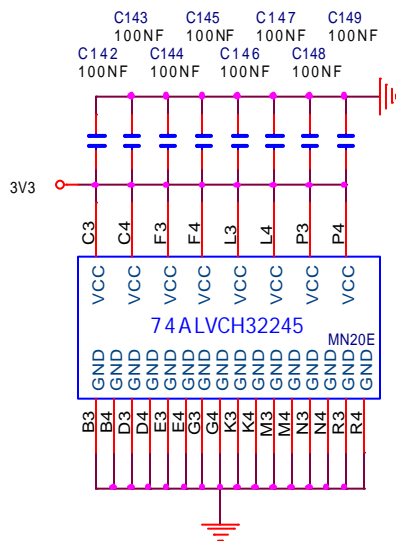 C143 C145 C147 C149
100NF 100NF 100NF 100NF
C142 C144 C146 C148
100NF 100NF 100NF 100NF
3V3
C3 C4 F3 F4 L3 L4 P3 P4
VCC VCC VCC VCC VCC VCC VCC VCC
74ALVCH32245
MN20E
GND GND GND GND GND GND GND GND GND GND GND GND GND GND GND GND
B3 B4 D3 D4 E3 E4 G3 G4 K3 K4 M3 M4 N3 N4 R3 R4